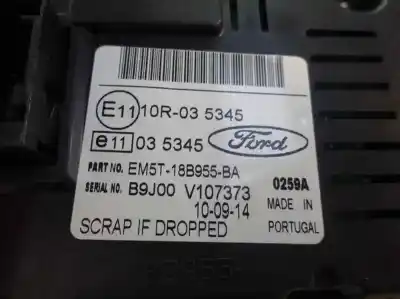 E11 10R-03 5345
e11 03 5345
Ford
PART NO. EM5T-18B955-BA
SERIAL NO. B9J00 V107373
0259A
10-09-14
MADE IN
PORTUGAL
SCRAP IF DROPPED